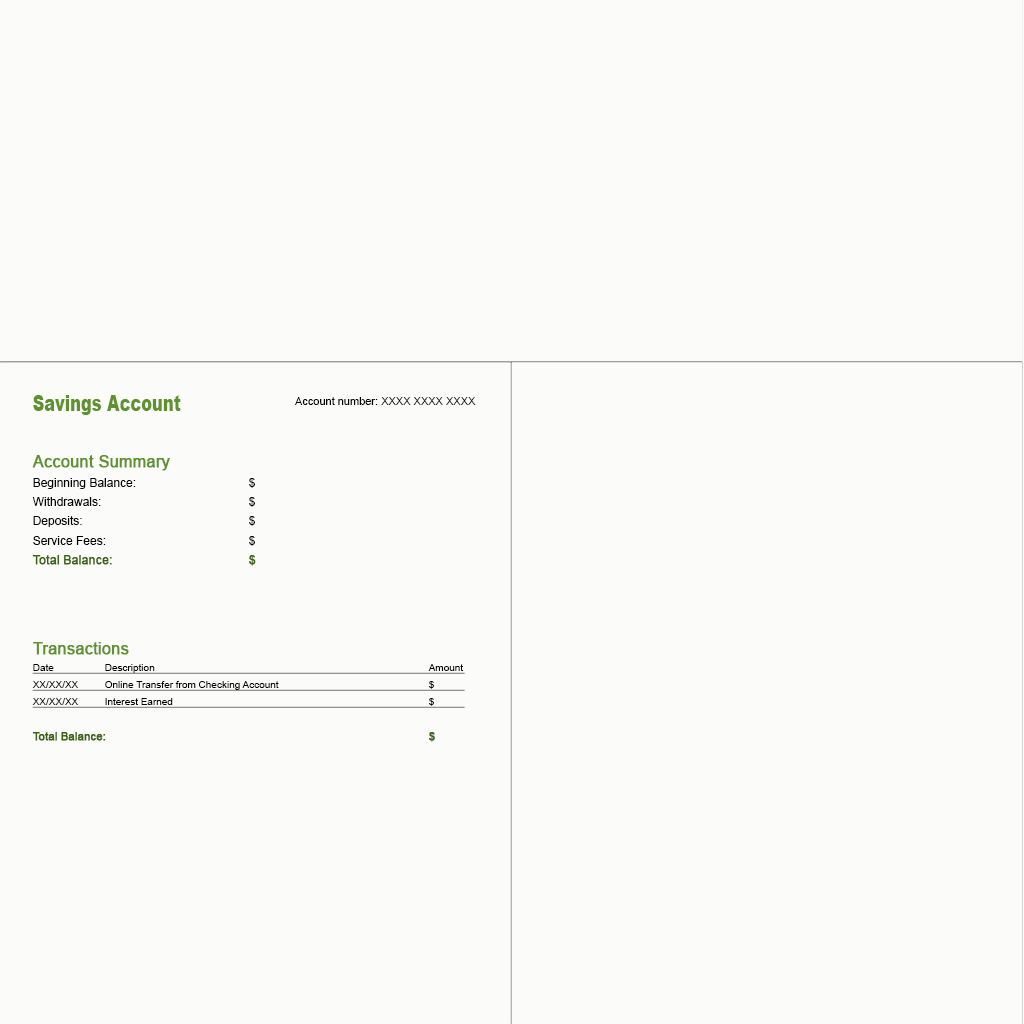 Savings Account
Account number: XXXX XXXX XXXX
Account Summary
Beginning Balance: $
Withdrawals: $
Deposits: $
Service Fees: $
Total Balance: $
Transactions
Date Description Amount
XX/XX/XX Online Transfer from Checking Account $
XX/XX/XX Interest Earned $
Total Balance: $